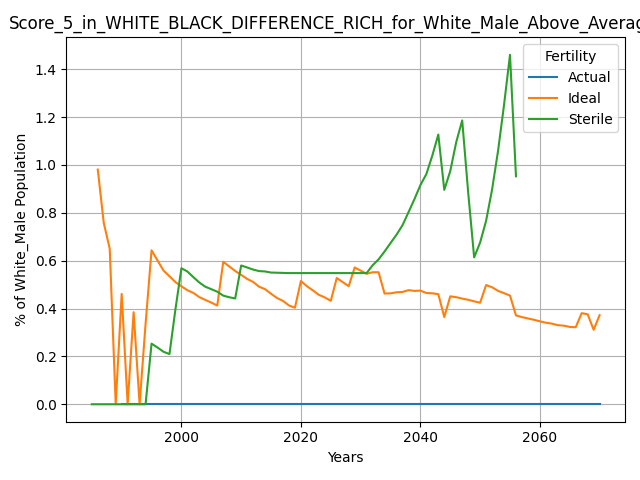 Score_5_in_WHITE_BLACK_DIFFERENCE_RICH_for_White_Male_Above_Averag
Fertility
Actual
Ideal
Sterile
% of White_Male Population
1.4
1.2
1.0
0.8
0.6
0.4
0.2
0.0
2000 2020 2040 2060
Years